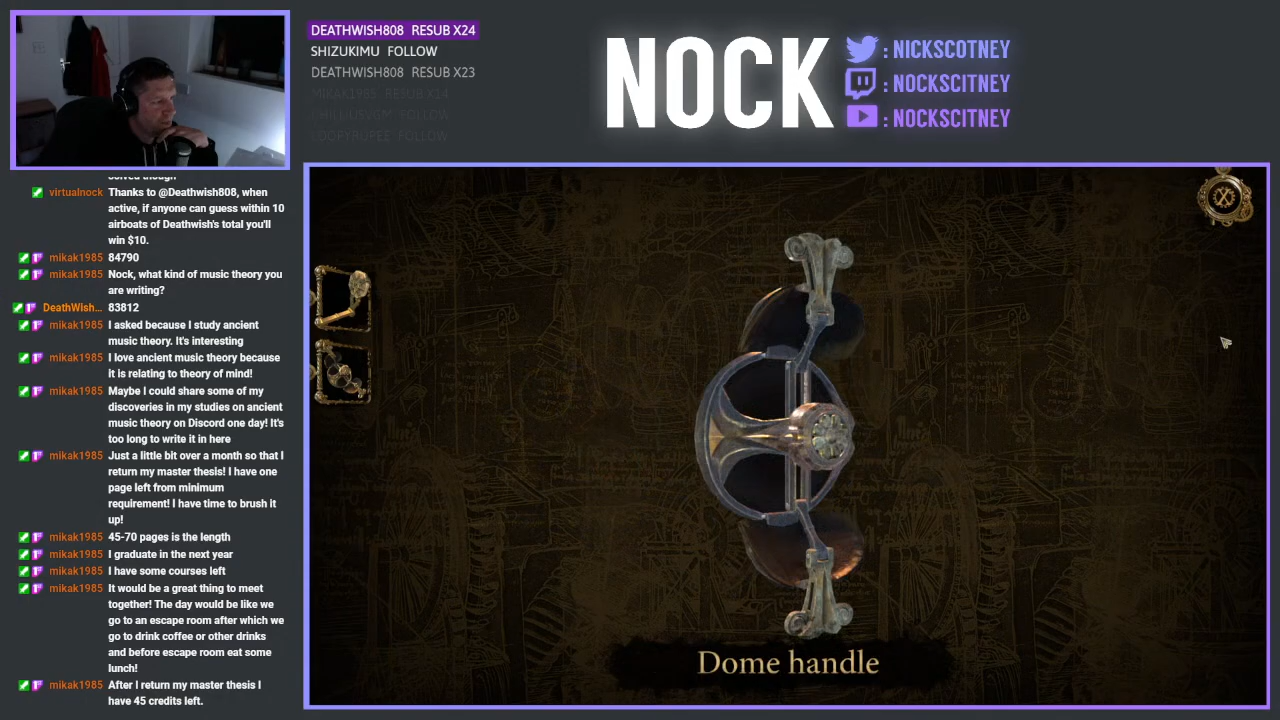 DEATHWISH808 RESUB X24
SHIZUKIMU FOLLOW
DEATHWISH808 RESUB X23
MIKAK1985 RESUB X14
FOLLOW
LOOPYRUPEE FOLLOW
NOCK
: NICKSCOTNEY
: NOCKSCITNEY
: NOCKSCITNEY
solved though
virtualnock Thanks to @Deathwish808, when
active, if anyone can guess within 10
airboats of Deathwish's total you'll
win $10.
mikak1985 84790
mikak1985 Nock, what kind of music theory you
are writing?
DeathWish... 83812
mikak1985 I asked because I study ancient
music theory. It's interesting
mikak1985 I love ancient music theory because
It is relating to theory of mind!
mikak1985 Maybe I could share some of my
discoveries in my studies on ancient
music theory on Discord one day! It's
too long to write it in here
mikak1985 Just a little bit over a month so that I
return my master thesis! I have one
page left from minimum
requirement! I have time to brush it
up!
mikak1985 45-70 pages is the length
mikak1985 I graduate in the next year
mikak1985 I have some courses left
mikak1985 It would be a great thing to meet
together! The day would be like we
go to an escape room after which we
go to drink coffee or other drinks
and before escape room eat some
lunch!
mikak1985 After I return my master thesis I
have 45 credits left.
Dome handle